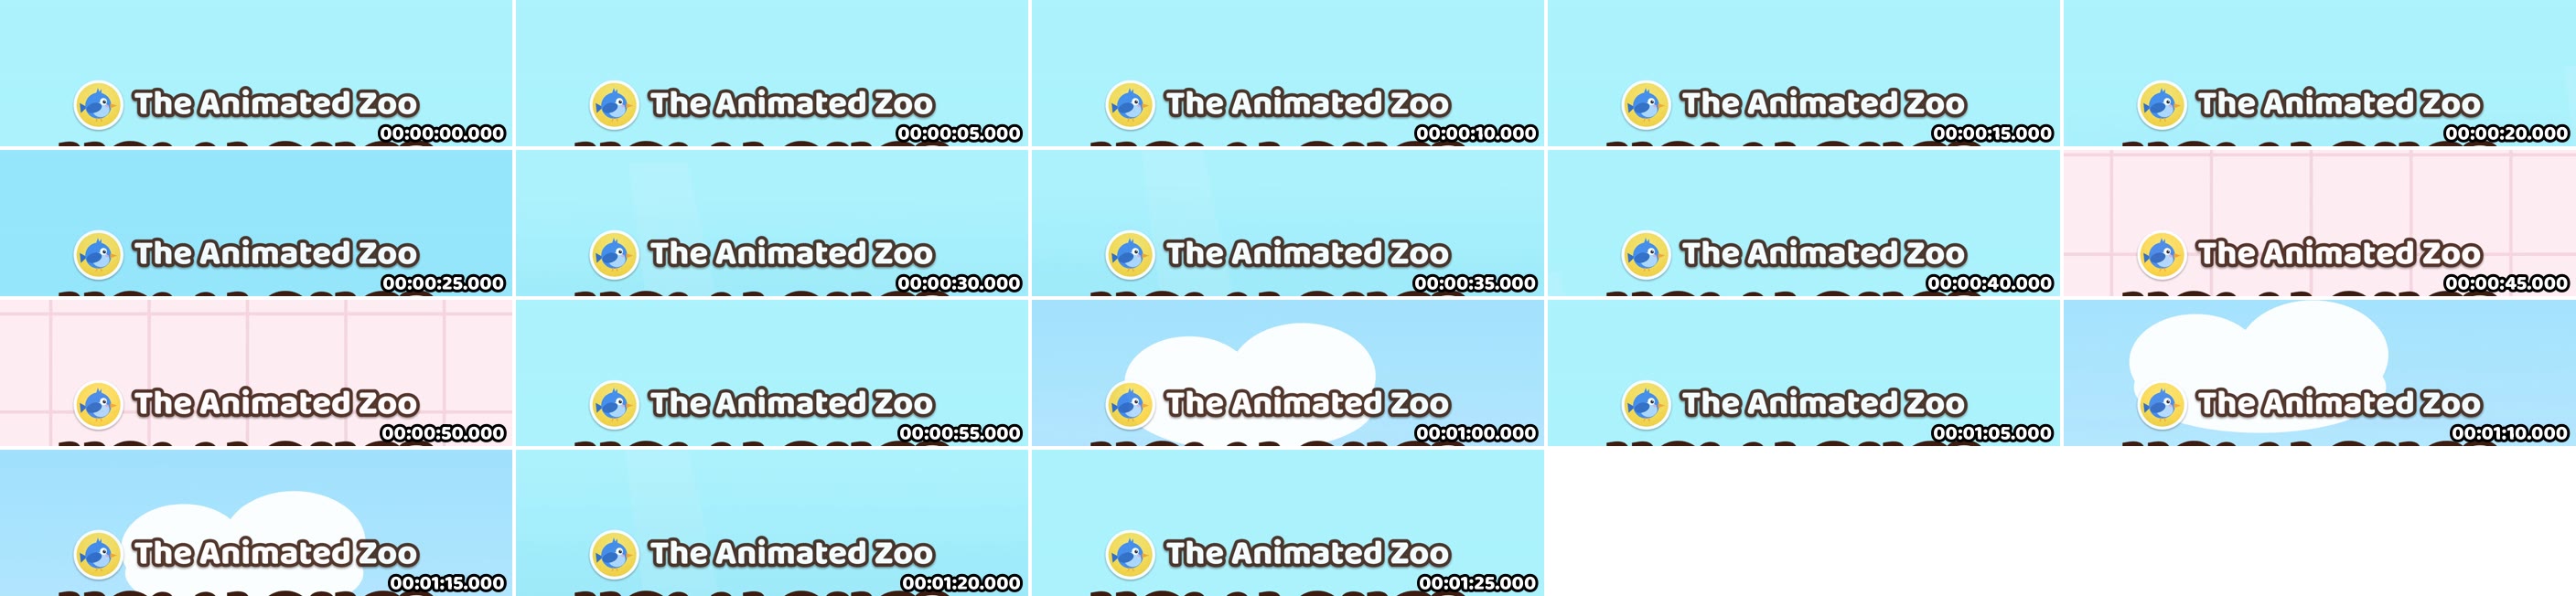 The Animated Zoo
00:00:00.000
The Animated Zoo
00:00:05.000
The Animated Zoo
00:00:10.000
The Animated Zoo
00:00:15.000
The Animated Zoo
00:00:20.000
The Animated Zoo
00:00:25.000
The Animated Zoo
00:00:30.000
The Animated Zoo
00:00:35.000
The Animated Zoo
00:00:40.000
The Animated Zoo
00:00:45.000
The Animated Zoo
00:00:50.000
The Animated Zoo
00:00:55.000
The Animated Zoo
00:01:00.000
The Animated Zoo
00:01:05.000
The Animated Zoo
00:01:10.000
The Animated Zoo
00:01:15.000
The Animated Zoo
00:01:20.000
The Animated Zoo
00:01:25.000